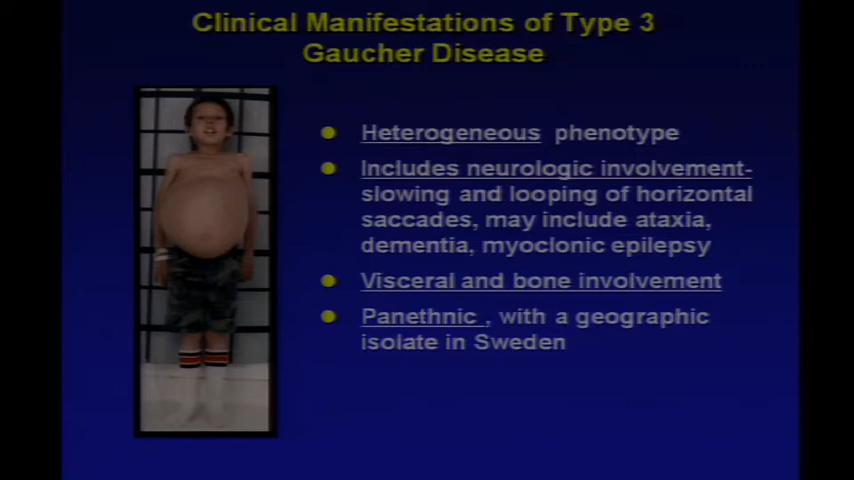 Clinical Manifestations of Type 3
Gaucher Disease
Heterogeneous phenotype
Includes neurologic involvement-
slowing and looping of horizontal
saccades, may include ataxia,
dementia, myoclonic epilepsy
Visceral and bone involvement
Panethnic , with a geographic
isolate in Sweden